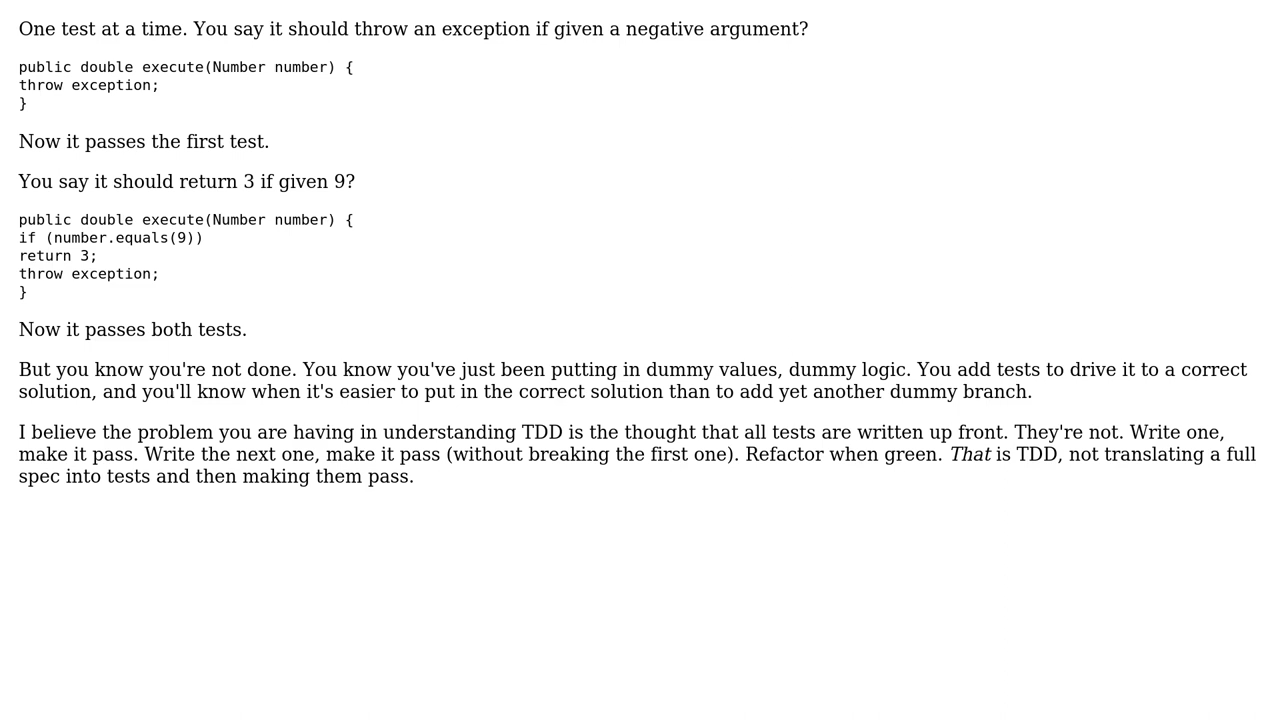 One test at a time. You say it should throw an exception if given a negative argument?
public double execute(Number number) {
throw exception;
}
Now it passes the first test.
You say it should return 3 if given 9?
public double execute(Number number) {
if (number.equals(9))
return 3;
throw exception;
}
Now it passes both tests.
But you know you're not done. You know you've just been putting in dummy values, dummy logic. You add tests to drive it to a correct
solution, and you'll know when it's easier to put in the correct solution than to add yet another dummy branch.
I believe the problem you are having in understanding TDD is the thought that all tests are written up front. They're not. Write one,
make it pass. Write the next one, make it pass (without breaking the first one). Refactor when green. That is TDD, not translating a full
spec into tests and then making them pass.